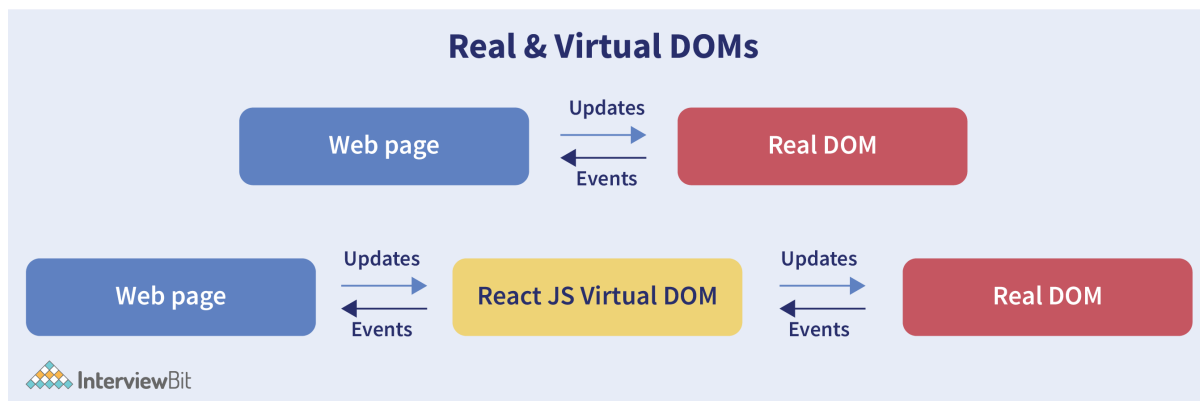 Real & Virtual DOMs
Updates
Web page
Real DOM
Events
Updates
Updates
Web page
React JS Virtual DOM
Real DOM
Events
Events
InterviewBit